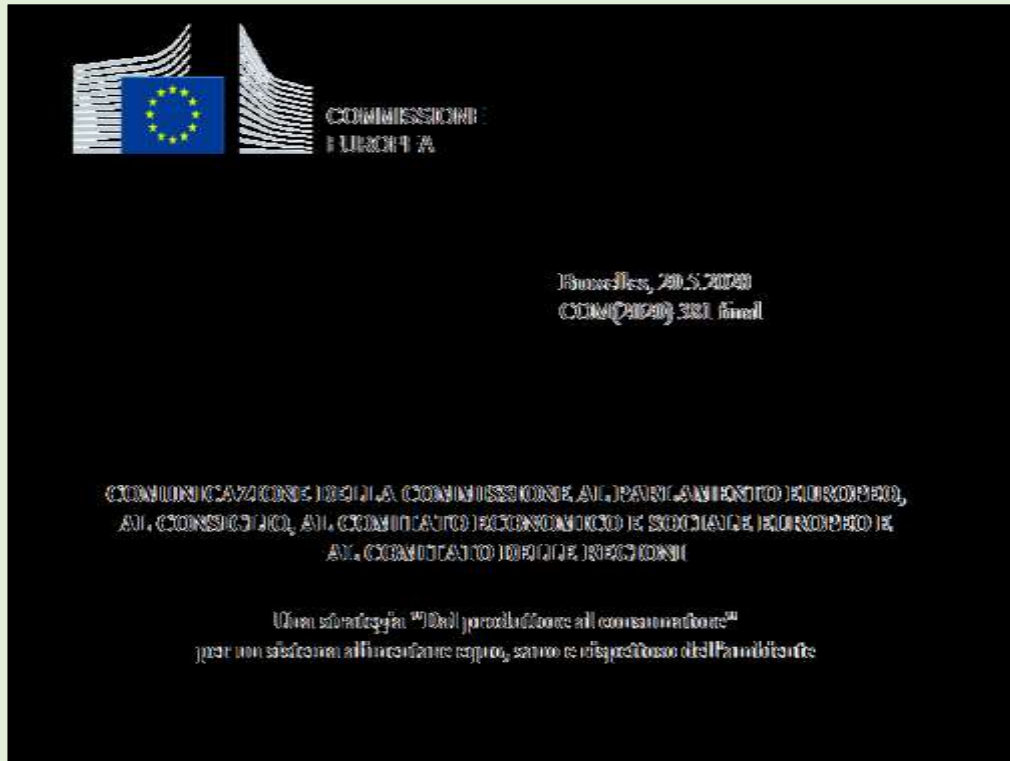 COMMISSIONE
EUROPEA
Bruxelles, 20.5.2020
COM(2020) 381 final
COMUNICAZIONE DELLA COMMISSIONE AL PARLAMENTO EUROPEO,
AL CONSIGLIO, AL COMITATO ECONOMICO E SOCIALE EUROPEO E
AL COMITATO DELLE REGIONI
Una strategia "Dal produttore al consumatore"
per un sistema alimentare equo, sano e rispettoso dell'ambiente